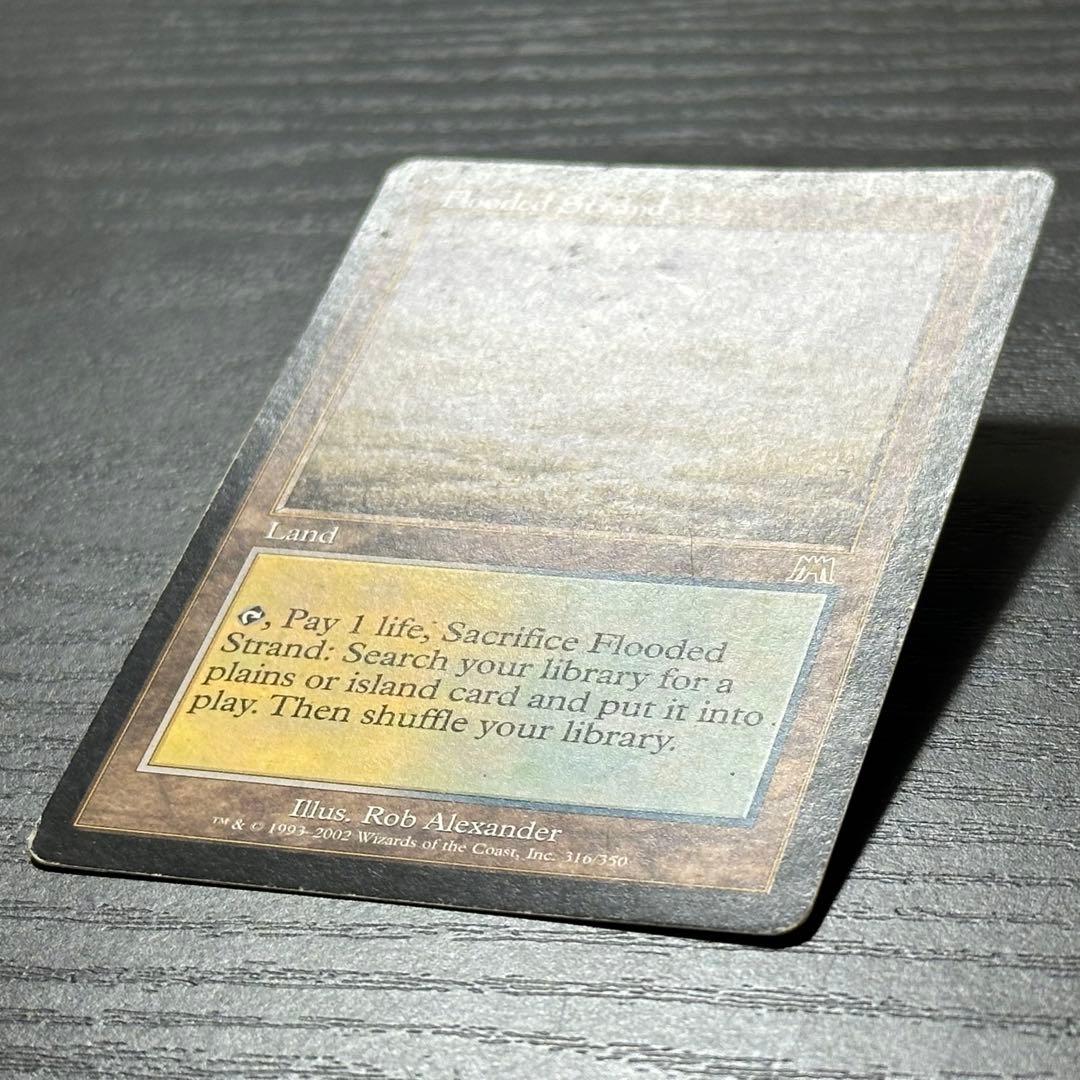 Flooded Strand
Land
, Pay 1 life, Sacrifice Flooded
Strand: Search your library for a
plains or island card and put it into
play. Then shuffle your library.
Illus. Rob Alexander
™ & © 1993–2002 Wizards of the Coast, Inc. 316/350